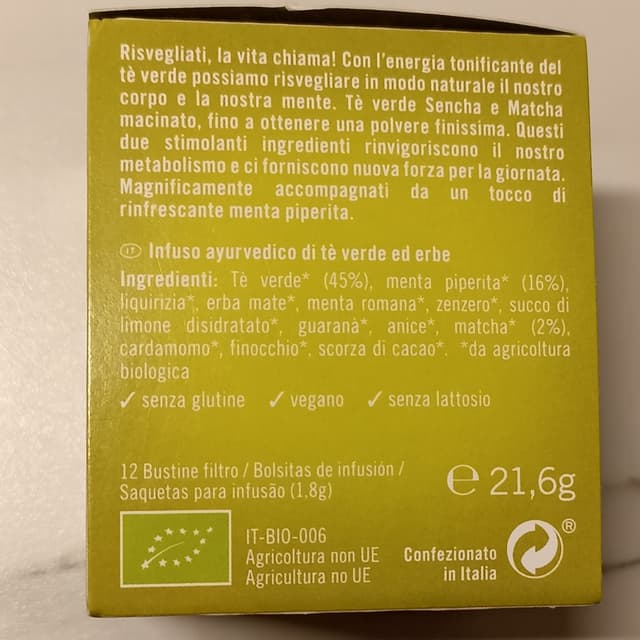 Risvegliati, la vita chiama! Con l'energia tonificante del
tè verde possiamo risvegliare in modo naturale il nostro
corpo e la nostra mente. Tè verde Sencha e Matcha
macinato, fino a ottenere una polvere finissima. Questi
due stimolanti ingredienti rinvigoriscono il nostro
metabolismo e ci forniscono nuova forza per la giornata.
Magnificamente accompagnati da un tocco di
rinfrescante menta piperita.
IT Infuso ayurvedico di tè verde ed erbe
Ingredienti: Tè verde* (45%), menta piperita* (16%),
liquirizia*, erba mate*, menta romana*, zenzero*, succo di
limone disidratato*, guaranà*, anice*, matcha* (2%),
cardamomo*, finocchio*, scorza di cacao*. *da agricoltura
biologica
✓ senza glutine ✓ vegano ✓ senza lattosio
12 Bustine filtro / Bolsitas de infusión /
Saquetas para infusão (1,8g)
℮ 21,6g
IT-BIO-006
Agricoltura non UE
Agricultura no UE
Confezionato
in Italia
®